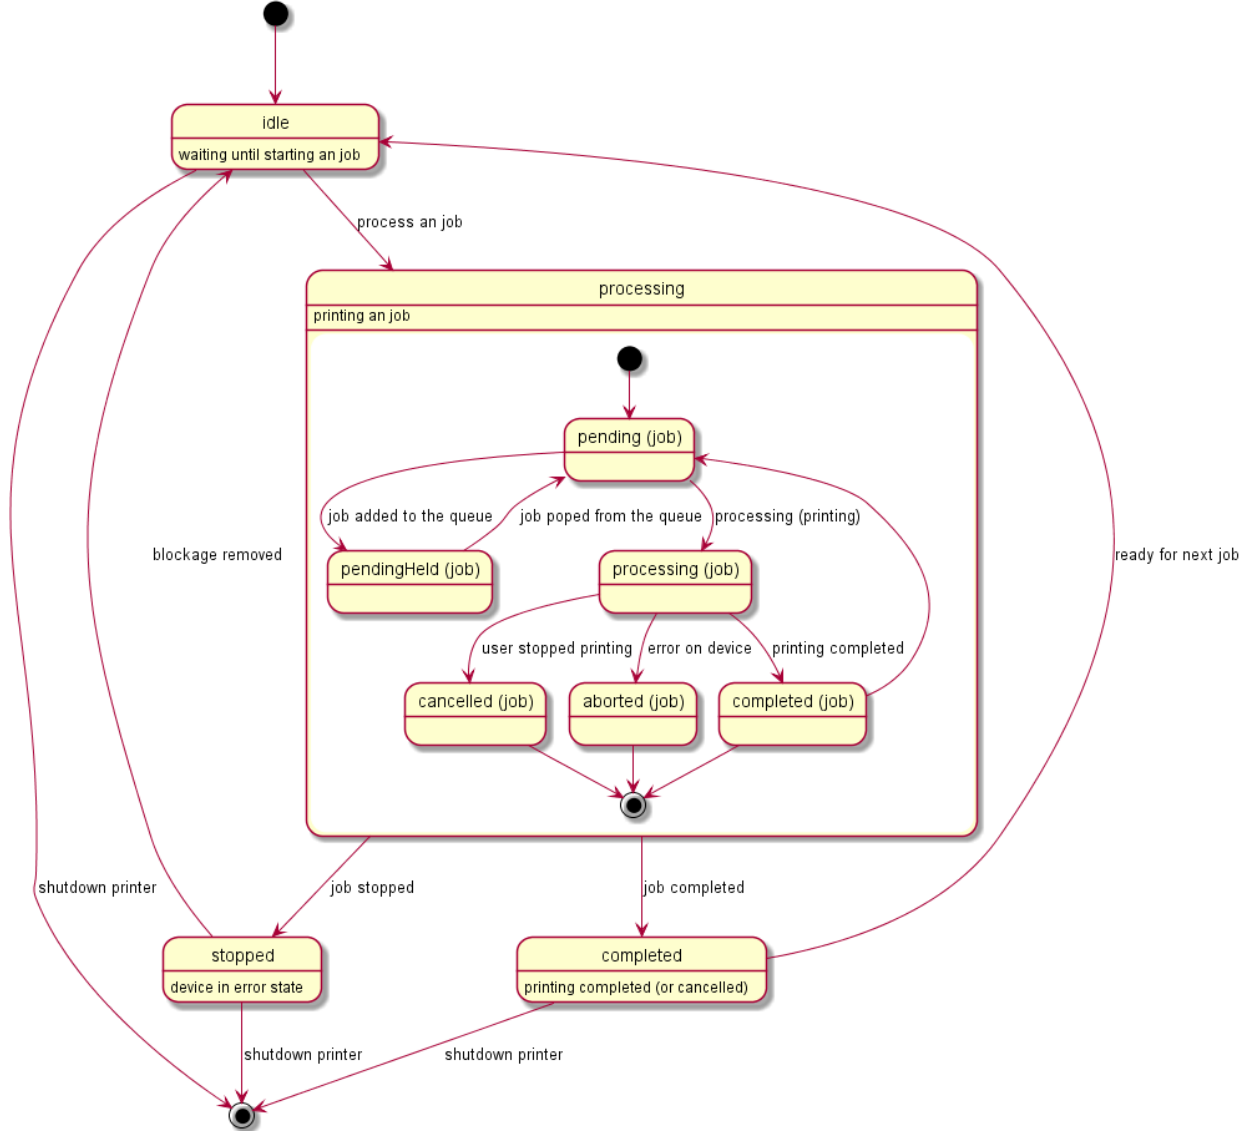 idle
waiting until starting an job
process an job
processing
printing an job
pending (job)
job added to the queue
job poped from the queue
processing (printing)
blockage removed
ready for next job
pendingHeld (job)
processing (job)
user stopped printing
error on device
printing completed
cancelled (job)
aborted (job)
completed (job)
shutdown printer
job stopped
job completed
stopped
device in error state
completed
printing completed (or cancelled)
shutdown printer
shutdown printer